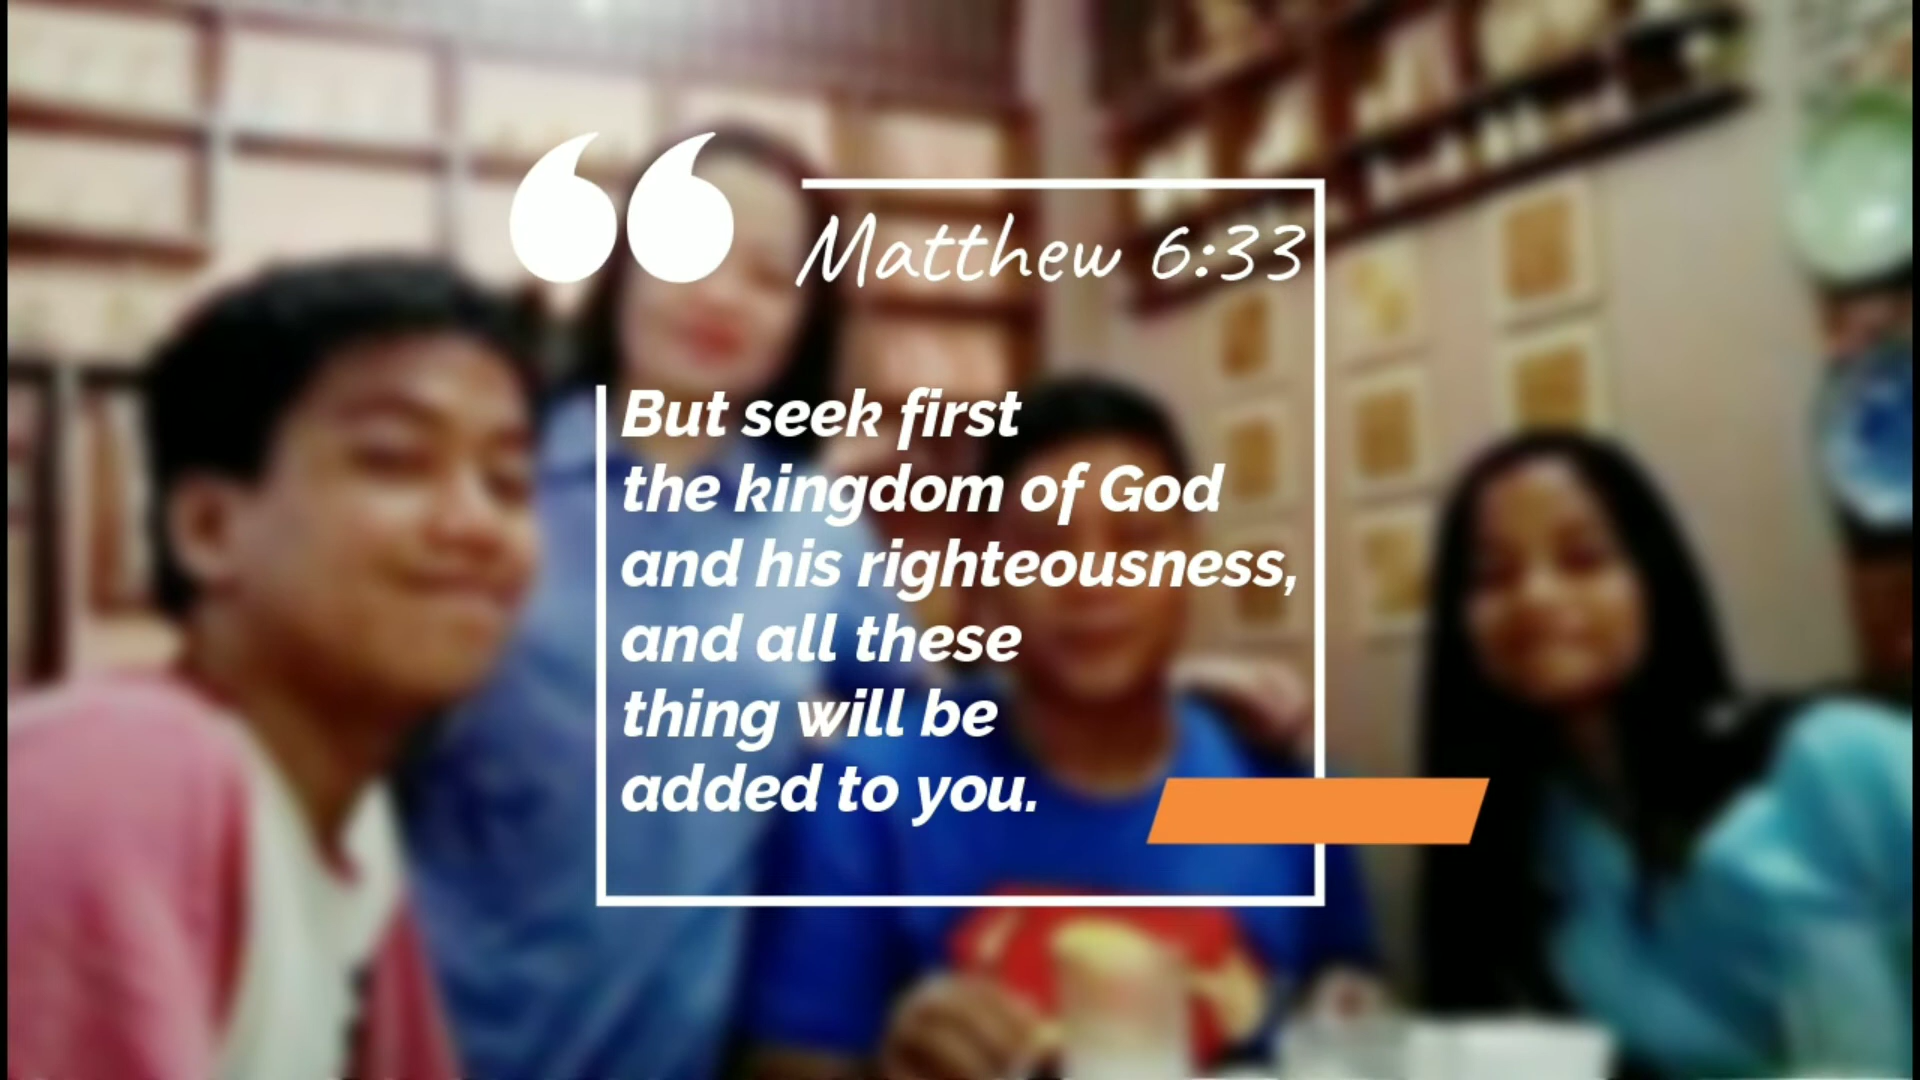 Matthew 6:33
But seek first
the kingdom of God
and his righteousness,
and all these
thing will be
added to you.